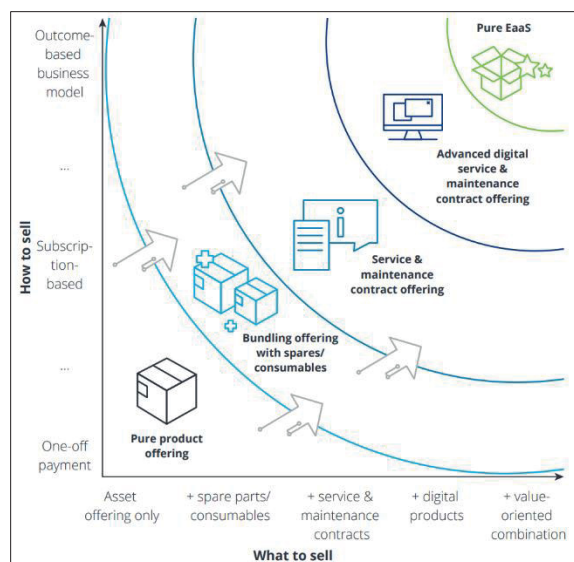 Outcome-
based
business
model
...
Subscrip-
tion-
based
...
One-off
payment
How to sell
Pure EaaS
Advanced digital
service &
maintenance
contract offering
i
Service &
maintenance
contract offering
Bundling offering
with spares/
consumables
Pure product
offering
Asset
offering only
+ spare parts/
consumables
+ service &
maintenance
contracts
+ digital
products
+ value-
oriented
combination
What to sell